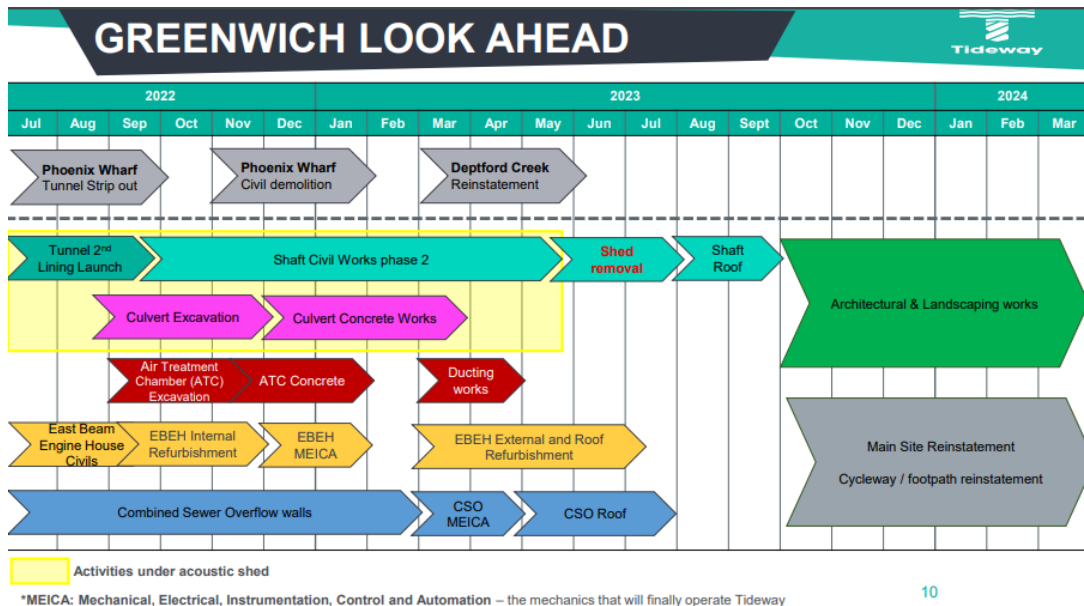 GREENWICH LOOK AHEAD
Tideway
2022 2023 2024
Jul Aug Sep Oct Nov Dec Jan Feb Mar Apr May Jun Jul Aug Sept Oct Nov Dec Jan Feb Mar
Phoenix Wharf
Tunnel Strip out
Phoenix Wharf
Civil demolition
Deptford Creek
Reinstatement
Tunnel 2nd
Lining Launch
Shaft Civil Works phase 2
Shed
removal
Shaft
Roof
Architectural & Landscaping works
Culvert Excavation
Culvert Concrete Works
Air Treatment
Chamber (ATC)
Excavation
ATC Concrete
Ducting
works
East Beam
Engine House
Civils
EBEH Internal
Refurbishment
EBEH
MEICA
EBEH External and Roof
Refurbishment
Main Site Reinstatement
Cycleway / footpath reinstatement
Combined Sewer Overflow walls
CSO
MEICA
CSO Roof
Activities under acoustic shed
*MEICA: Mechanical, Electrical, Instrumentation, Control and Automation – the mechanics that will finally operate Tideway
10